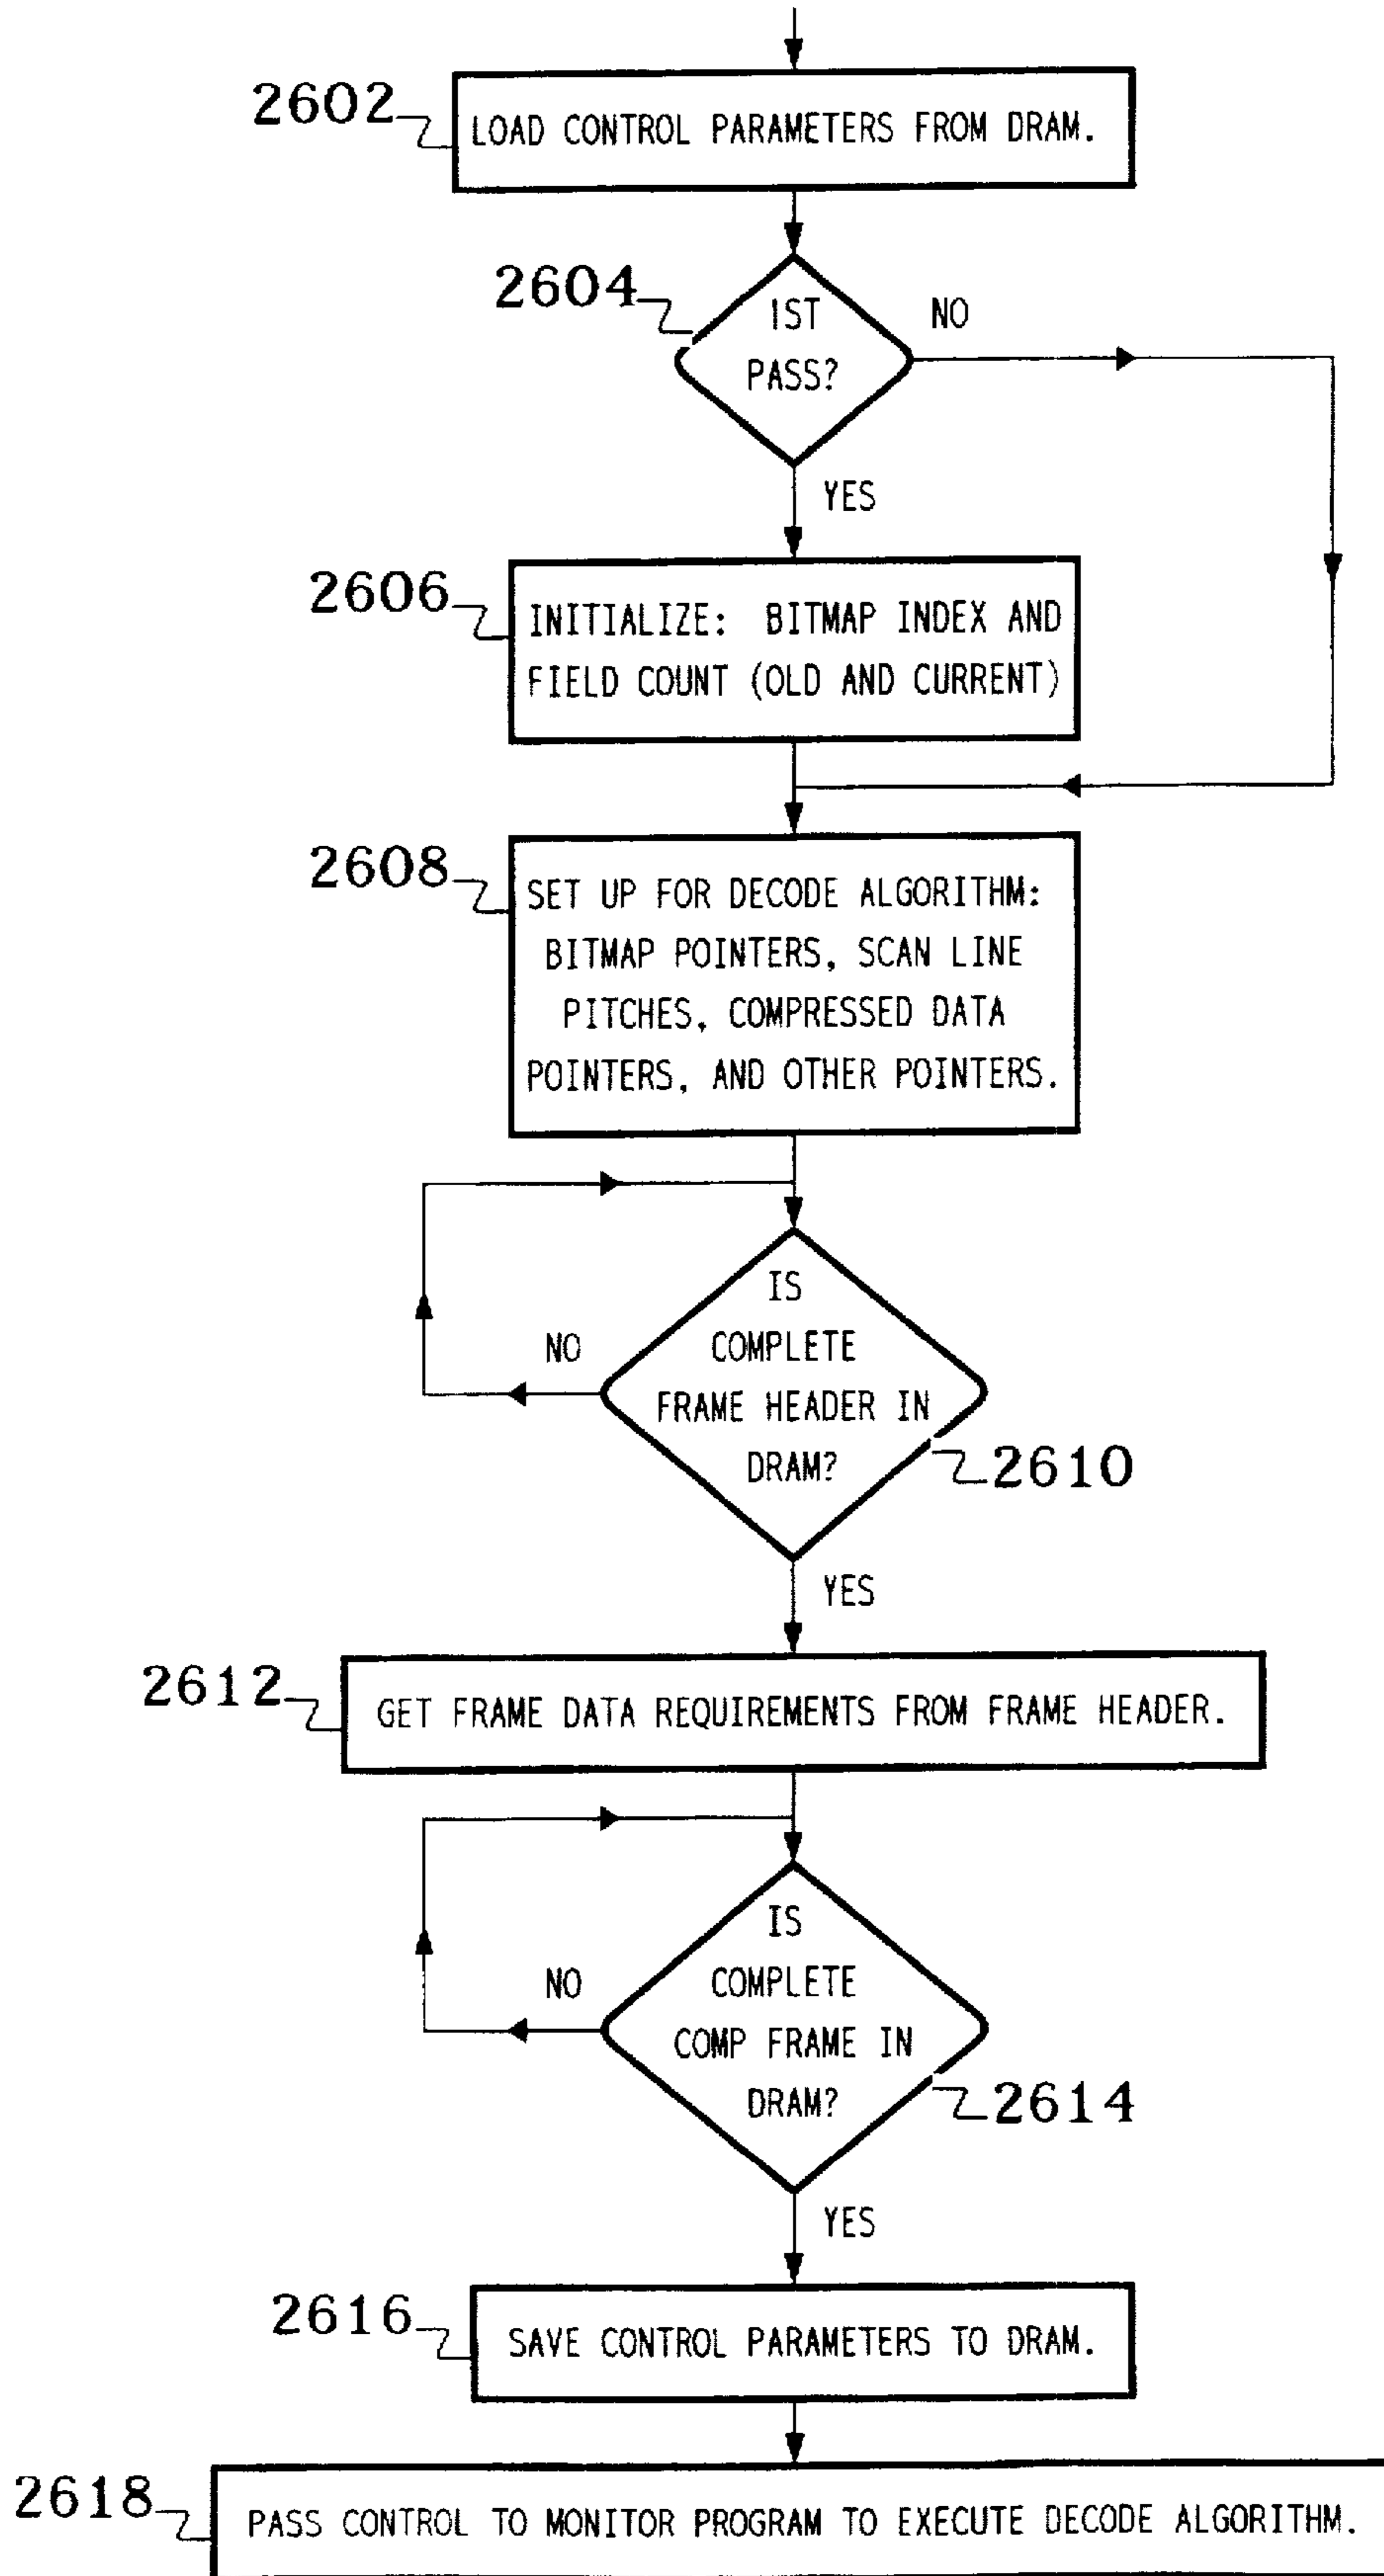 2602
LOAD CONTROL PARAMETERS FROM DRAM.
2604
1ST
PASS?
NO
YES
2606
INITIALIZE: BITMAP INDEX AND
FIELD COUNT (OLD AND CURRENT)
2608
SET UP FOR DECODE ALGORITHM:
BITMAP POINTERS, SCAN LINE
PITCHES, COMPRESSED DATA
POINTERS, AND OTHER POINTERS.
IS
COMPLETE
FRAME HEADER IN
DRAM?
NO
2610
YES
2612
GET FRAME DATA REQUIREMENTS FROM FRAME HEADER.
IS
COMPLETE
COMP FRAME IN
DRAM?
NO
2614
YES
2616
SAVE CONTROL PARAMETERS TO DRAM.
2618
PASS CONTROL TO MONITOR PROGRAM TO EXECUTE DECODE ALGORITHM.